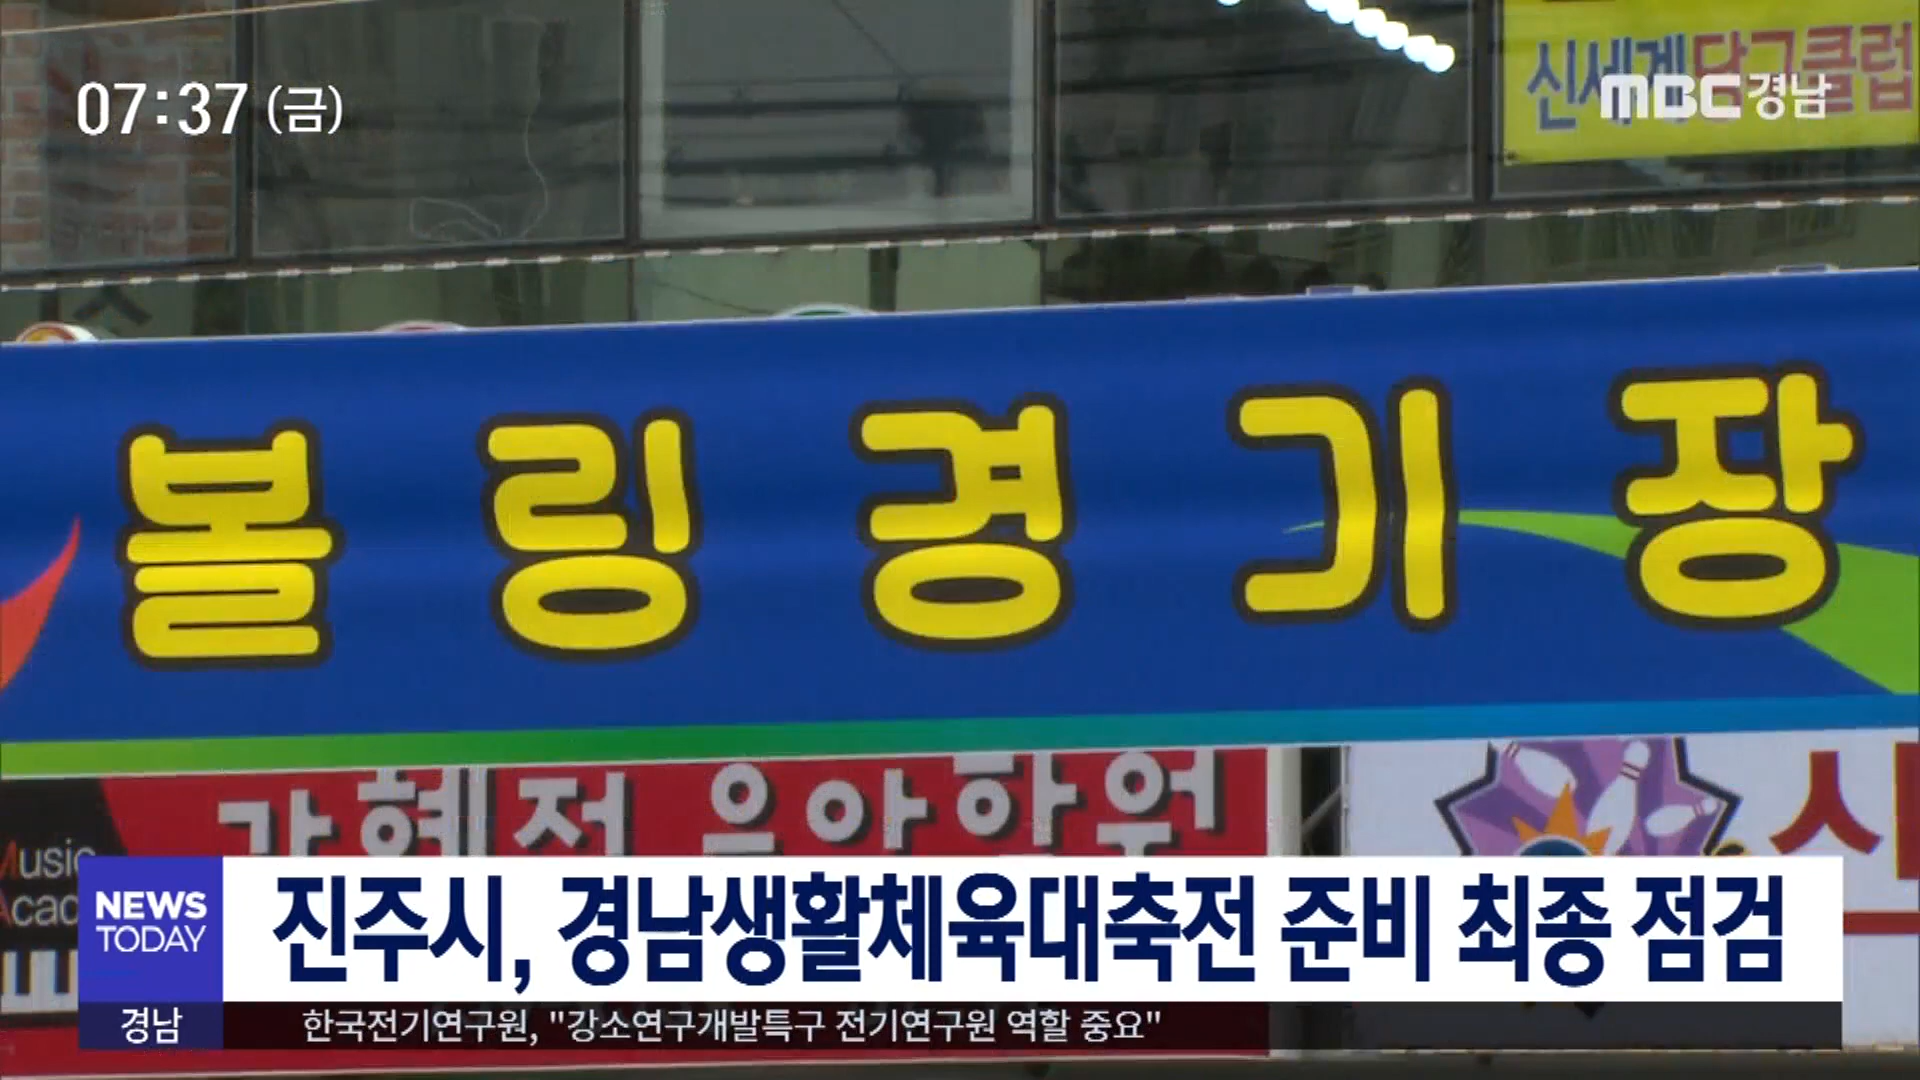 07:37 (금)
신세계당구클럽
MBC경남
볼링경기장
음악학원
Music
NEWS
TODAY
진주시, 경남생활체육대축전 준비 최종 점검
경남
한국전기연구원, "강소연구개발특구 전기연구원 역할 중요"